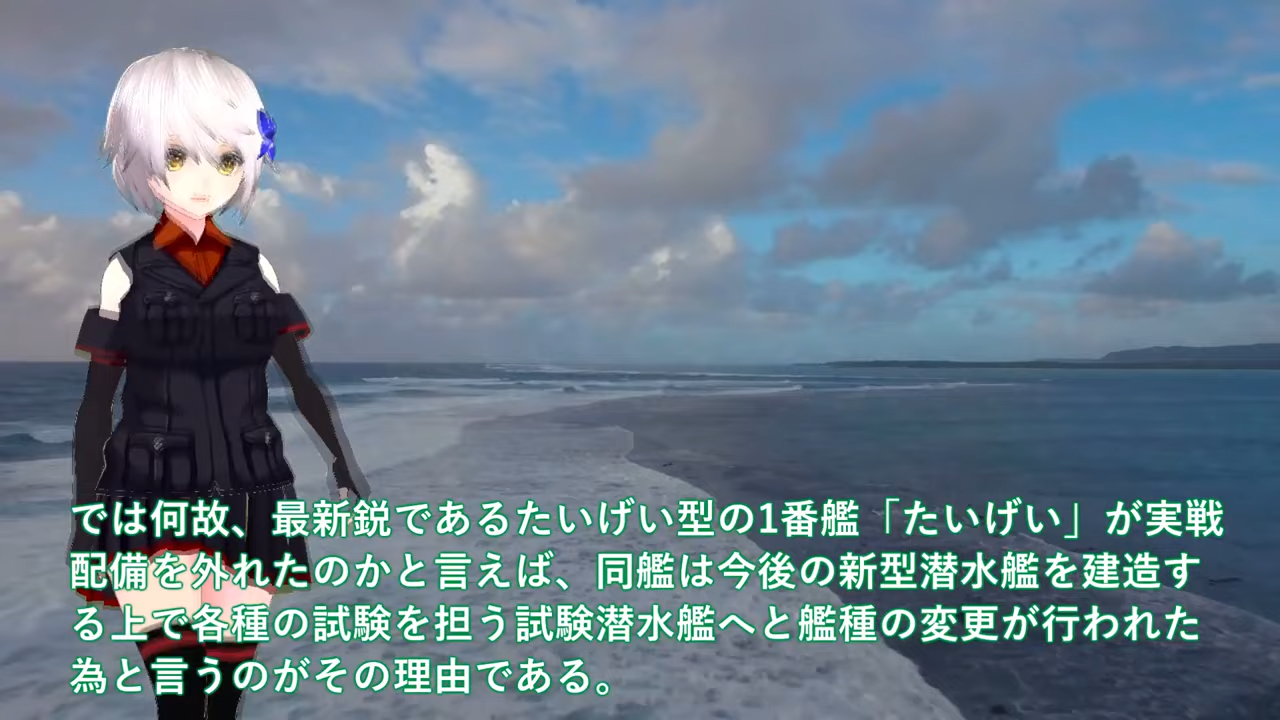 では何故、最新鋭であるたいげい型の1番艦「たいげい」が実戦
配備を外れたのかと言えば、同艦は今後の新型潜水艦を建造す
る上で各種の試験を担う試験潜水艦へと艦種の変更が行われた
為と言うのがその理由である。